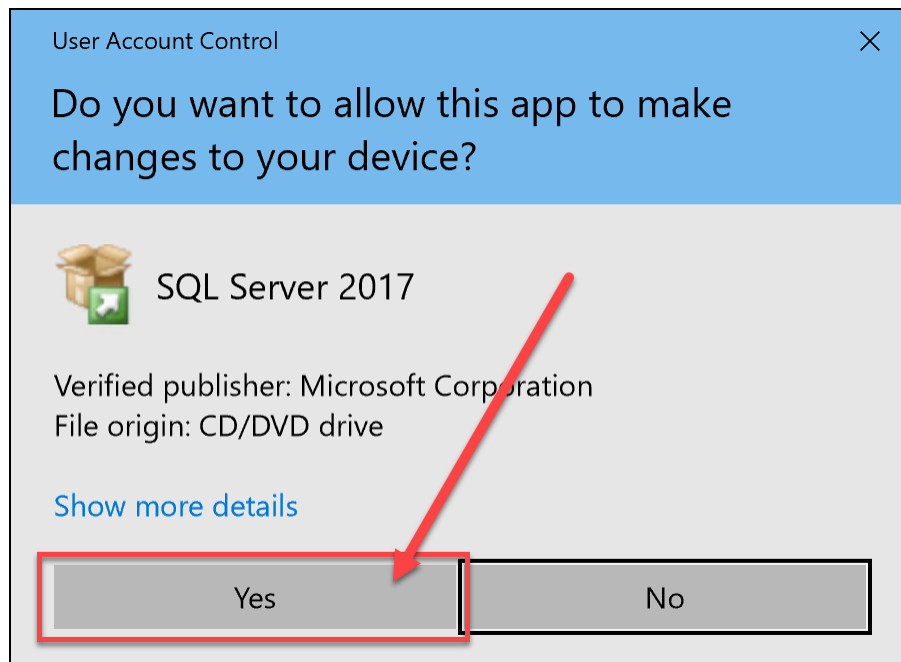 User Account Control
Do you want to allow this app to make
changes to your device?
SQL Server 2017
Verified publisher: Microsoft Corporation
File origin: CD/DVD drive
Show more details
Yes
No